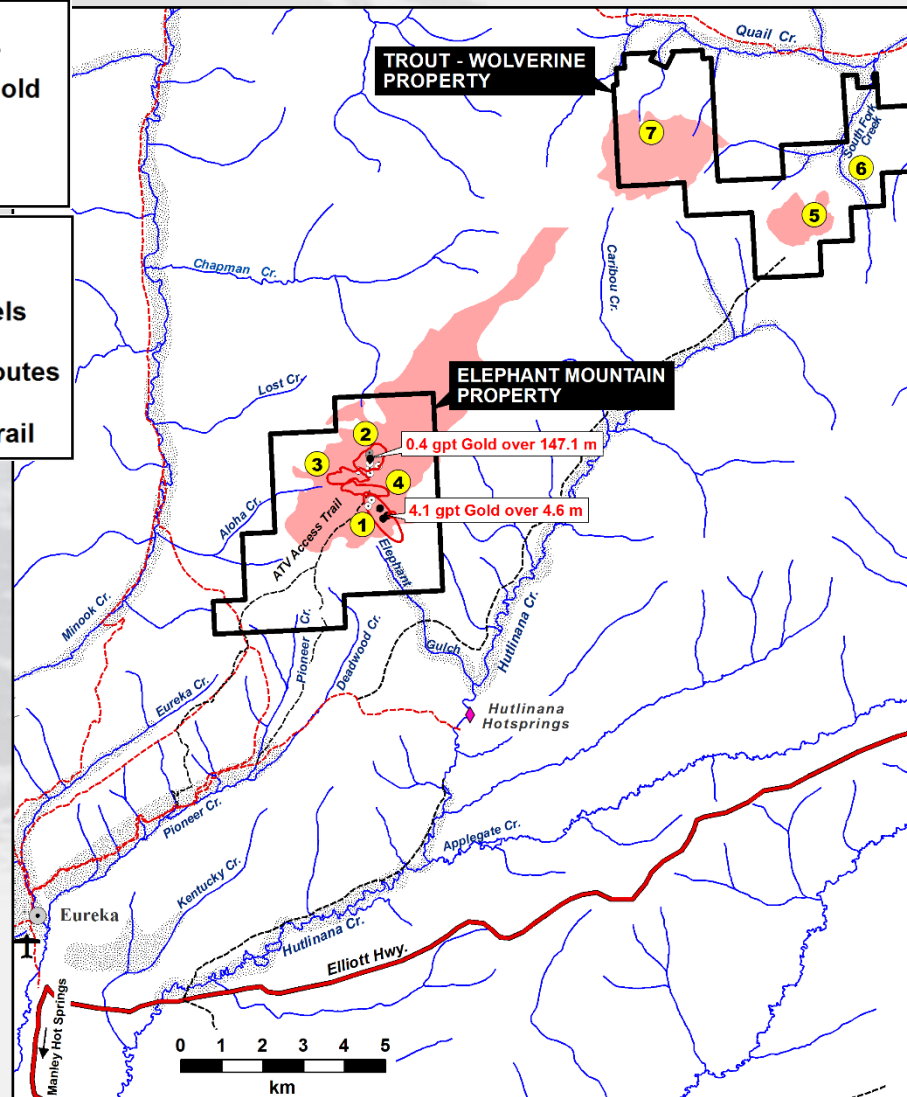 old
els
outes
rail
Quail Cr.
TROUT - WOLVERINE
PROPERTY
7
South Fork
Creek
6
5
Chapman Cr.
Caribou Cr.
Lost Cr.
ELEPHANT MOUNTAIN
PROPERTY
2
0.4 gpt Gold over 147.1 m
3
4
Aloha Cr.
ATV Access Trail
1
4.1 gpt Gold over 4.6 m
Elephant
Gulch
Minook Cr.
Pioneer Cr.
Deadwood Cr.
Hutlinana Cr.
Eureka Cr.
Hutlinana
Hotsprings
Pioneer Cr.
Applegate Cr.
Kentucky Cr.
Eureka
Hutlinana Cr.
Elliott Hwy.
Manley Hot Springs
0 1 2 3 4 5
km